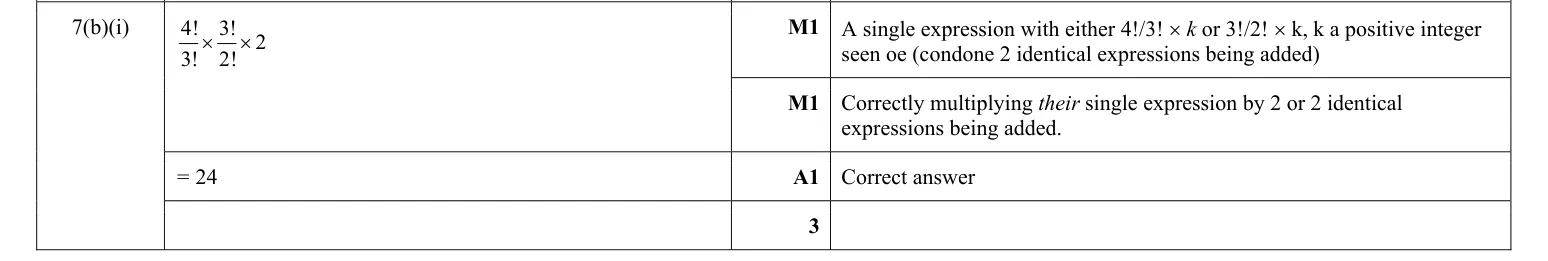 7(b)(i)
4!/3! × 3!/2! × 2
M1
A single expression with either 4!/3! × k or 3!/2! × k, k a positive integer
seen oe (condone 2 identical expressions being added)
M1
Correctly multiplying their single expression by 2 or 2 identical
expressions being added.
= 24
A1
Correct answer
3